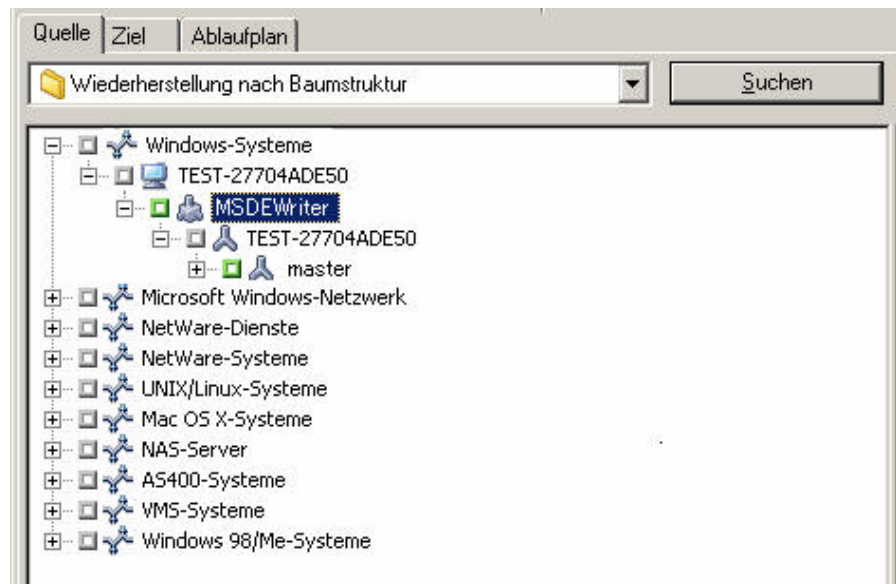 Quelle Ziel Ablaufplan
Wiederherstellung nach Baumstruktur Suchen
Windows-Systeme
TEST-27704ADE50
MSDEWriter
TEST-27704ADE50
master
Microsoft Windows-Netzwerk
NetWare-Dienste
NetWare-Systeme
UNIX/Linux-Systeme
Mac OS X-Systeme
NAS-Server
AS400-Systeme
VMS-Systeme
Windows 98/Me-Systeme